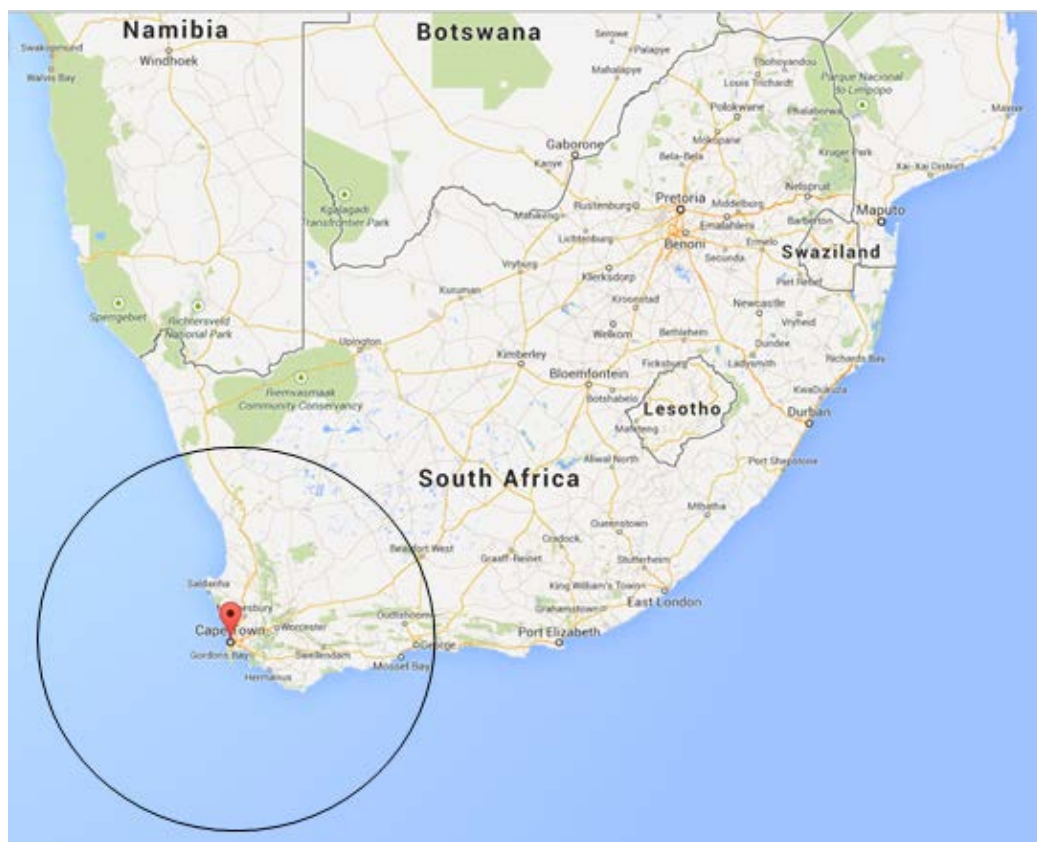 Namibia
Botswana
Serowe
Swakopmund
Palapye
Windhoek
Thohoyandou
Walvis Bay
Mahalapye
Louis Trichardt
Parque Nacional
do Limpopo
Polokwane
Phalaborwa
Mokopane
Gaborone
Kanye
Bela-Bela
Kruger Park
Xai-Xai District
Nelspruit
Kgalagadi
Transfrontier Park
Pretoria
Rustenburg
Middelburg
Mahikeng
Emalahleni
Barberton
Maputo
Lichtenburg
Benoni
Ermelo
Swaziland
Vryburg
Secunda
Klerksdorp
Piet Retief
Kuruman
Kroonstad
Newcastle
Sperrgebiet
Richtersveld
National Park
Vryheid
Welkom
Bethlehem
Dundee
Upington
Kimberley
Ficksburg
Ladysmith
Richards Bay
Bloemfontein
Riemvasmaak
Community Conservancy
Botshabelo
KwaDukuza
Lesotho
Durban
Mafeteng
Aliwal North
Port Shepstone
South Africa
Mthatha
Queenstown
Cradock
Beaufort West
Graaff-Reinet
Stutterheim
Saldanha
King William's Town
East London
Grahamstown
Oudtshoorn
Cape Town
Worcester
Port Elizabeth
George
Gordons Bay
Swellendam
Mossel Bay
Hermanus